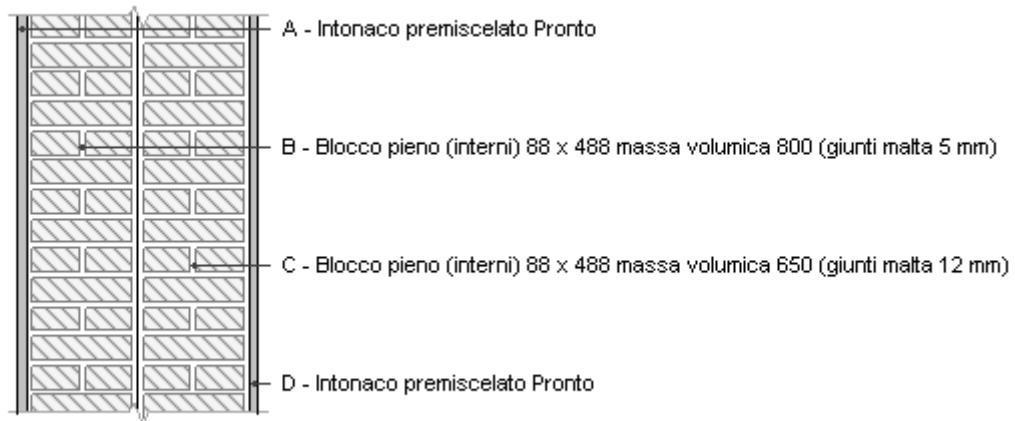 A - Intonaco premiscelato Pronto
B - Blocco pieno (interni) 88 x 488 massa volumica 800 (giunti malta 5 mm)
C - Blocco pieno (interni) 88 x 488 massa volumica 650 (giunti malta 12 mm)
D - Intonaco premiscelato Pronto